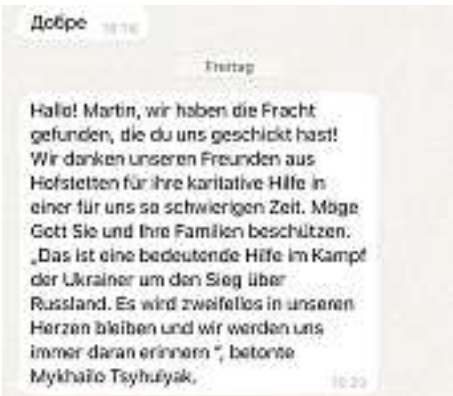 Добре
Freitag
Hallo! Martin, wir haben die Fracht
gefunden, die du uns geschickt hast!
Wir danken unseren Freunden aus
Hofstetten für ihre karitative Hilfe in
einer für uns so schwierigen Zeit. Möge
Gott Sie und Ihre Familien beschützen.
„Das ist eine bedeutende Hilfe im Kampf
der Ukrainer um den Sieg über
Russland. Es wird zweifellos in unseren
Herzen bleiben und wir werden uns
immer daran erinnern “, betonte
Mykhailo Tsyhulyak.